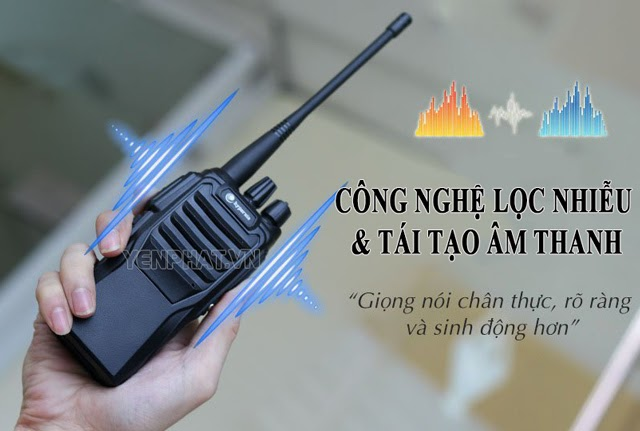 CÔNG NGHỆ LỌC NHIỄU
& TÁI TẠO ÂM THANH
YENPHAT.VN
“Giọng nói chân thực, rõ ràng
và sinh động hơn”